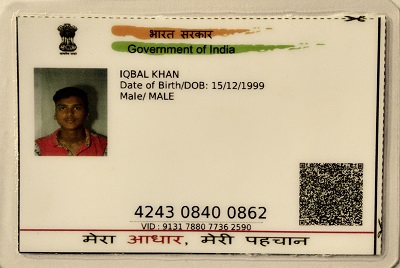 भारत सरकार
Government of India
IQBAL KHAN
Date of Birth/DOB: 15/12/1999
Male/ MALE
4243 0840 0862
VID : 9131 7880 7736 2590
मेरा आधार, मेरी पहचान